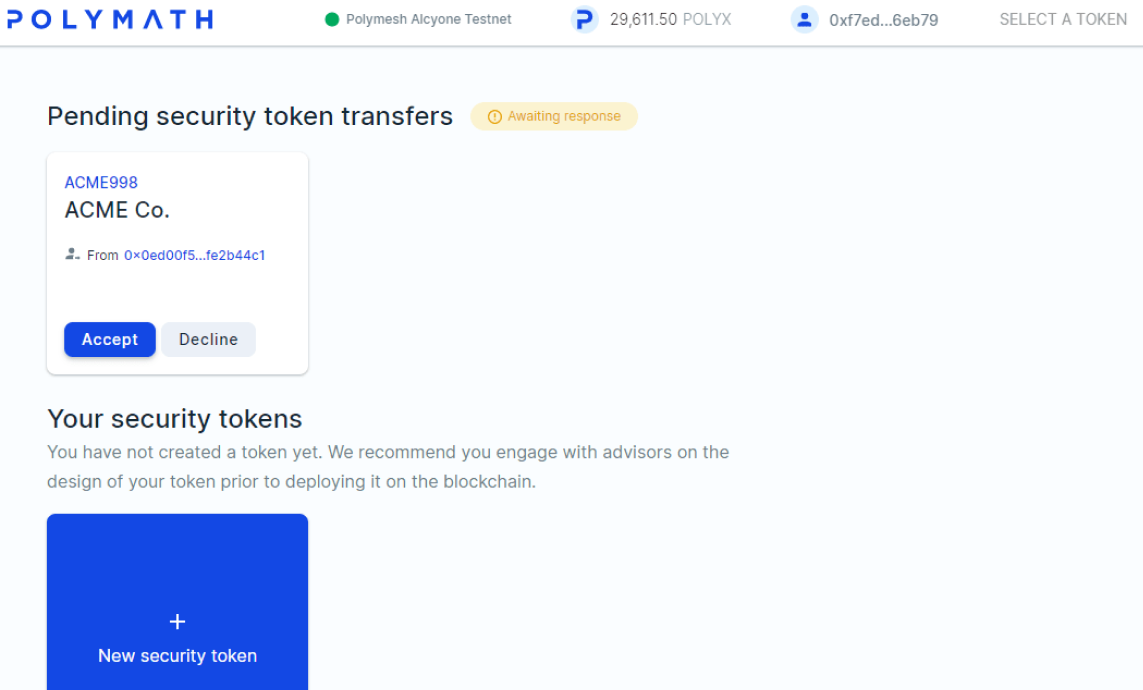 POLYMATH
Polymesh Alcyone Testnet
29,611.50 POLYX
0xf7ed...6eb79
SELECT A TOKEN
Pending security token transfers
Awaiting response
ACME998
ACME Co.
From 0x0ed00f5...fe2b44c1
Accept
Decline
Your security tokens
You have not created a token yet. We recommend you engage with advisors on the
design of your token prior to deploying it on the blockchain.
+
New security token